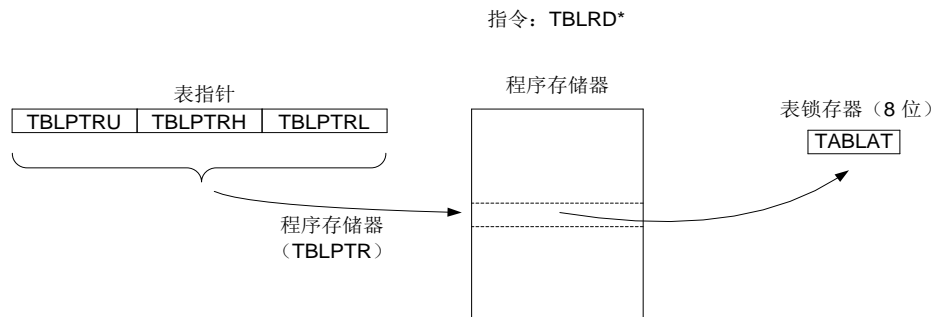 指令：TBLRD*
表指针
TBLPTRU TBLPTRH TBLPTRL
程序存储器
表锁存器（8 位）
TABLAT
程序存储器
（TBLPTR）